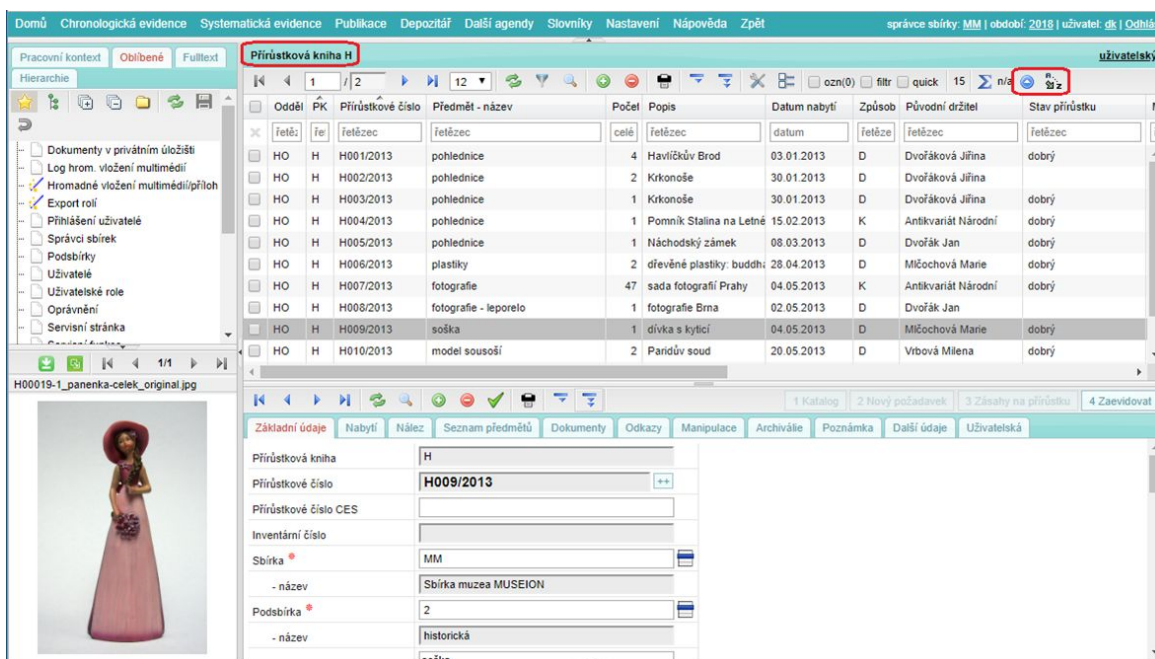 Domů Chronologická evidence Systematická evidence Publikace Depozitář Další agendy Slovníky Nastavení Nápověda Zpět správce sbírky: MM | období: 2018 | uživatel: dk | Odhlá
Pracovní kontext Oblíbené Fulltext
Hierarchie
Dokumenty v privátním úložišti
Log hrom. vložení multimédií
Hromadné vložení multimédií/příloh
Export rolí
Přihlášení uživatelé
Správci sbírek
Podsbírky
Uživatelé
Uživatelské role
Oprávnění
Servisní stránka
1/1
H00019-1_panenka-celek_original.jpg
Přírůstková kniha H uživatelský
1 / 2 12 ozn(0) filtr quick 15 n/a
Odděl PK Přírůstkové číslo Předmět - název Počet Popis Datum nabytí Způsob Původní držitel Stav přírůstku
řetěz řet řetězec řetězec celé řetězec datum řetěze řetězec řetězec
HO H H001/2013 pohlednice 4 Havlíčkův Brod 03.01.2013 D Dvořáková Jiřina dobrý
HO H H002/2013 pohlednice 2 Krkonoše 30.01.2013 D Dvořáková Jiřina
HO H H003/2013 pohlednice 1 Krkonoše 30.01.2013 D Dvořáková Jiřina dobrý
HO H H004/2013 pohlednice 1 Pomník Stalina na Letné 15.02.2013 K Antikvariát Národní dobrý
HO H H005/2013 pohlednice 1 Náchodský zámek 08.03.2013 D Dvořák Jan dobrý
HO H H006/2013 plastiky 2 dřevěné plastiky: buddha 28.04.2013 D Mlčochová Marie dobrý
HO H H007/2013 fotografie 47 sada fotografií Prahy 04.05.2013 K Antikvariát Národní dobrý
HO H H008/2013 fotografie - leporelo 1 fotografie Brna 02.05.2013 D Dvořák Jan
HO H H009/2013 soška 1 dívka s kyticí 04.05.2013 D Mlčochová Marie dobrý
HO H H010/2013 model sousoší 2 Paridův soud 20.05.2013 D Vrbová Milena dobrý
1 Katalog 2 Nový požadavek 3 Zásahy na přírůstku 4 Zaevidovat
Základní údaje Nabytí Nález Seznam předmětů Dokumenty Odkazy Manipulace Archiválie Poznámka Další údaje Uživatelská
Přírůstková kniha H
Přírůstkové číslo H009/2013
Přírůstkové číslo CES
Inventární číslo
Sbírka * MM
- název Sbírka muzea MUSEION
Podsbírka * 2
- název historická